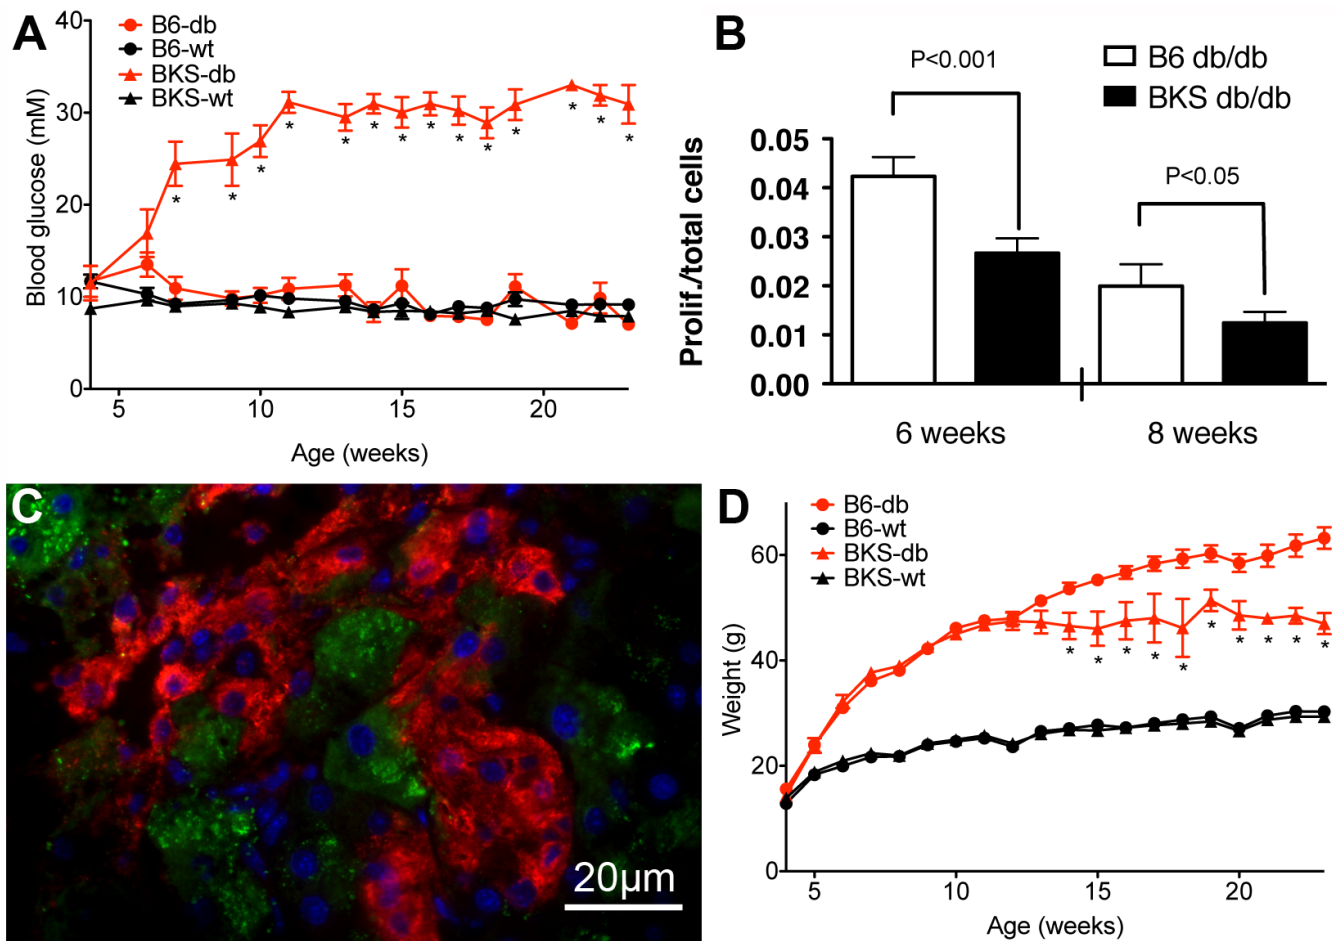 A
B6-db
B6-wt
BKS-db
BKS-wt
Blood glucose (mM)
40
30
20
10
0
5 10 15 20
Age (weeks)
* * * * * * * * * * * * * *
B
P<0.001
B6 db/db
BKS db/db
P<0.05
Prolif./total cells
0.05
0.04
0.03
0.02
0.01
0.00
6 weeks 8 weeks
C
20µm
D
B6-db
B6-wt
BKS-db
BKS-wt
Weight (g)
60
40
20
0
* * * * * * * * * *
5 10 15 20
Age (weeks)